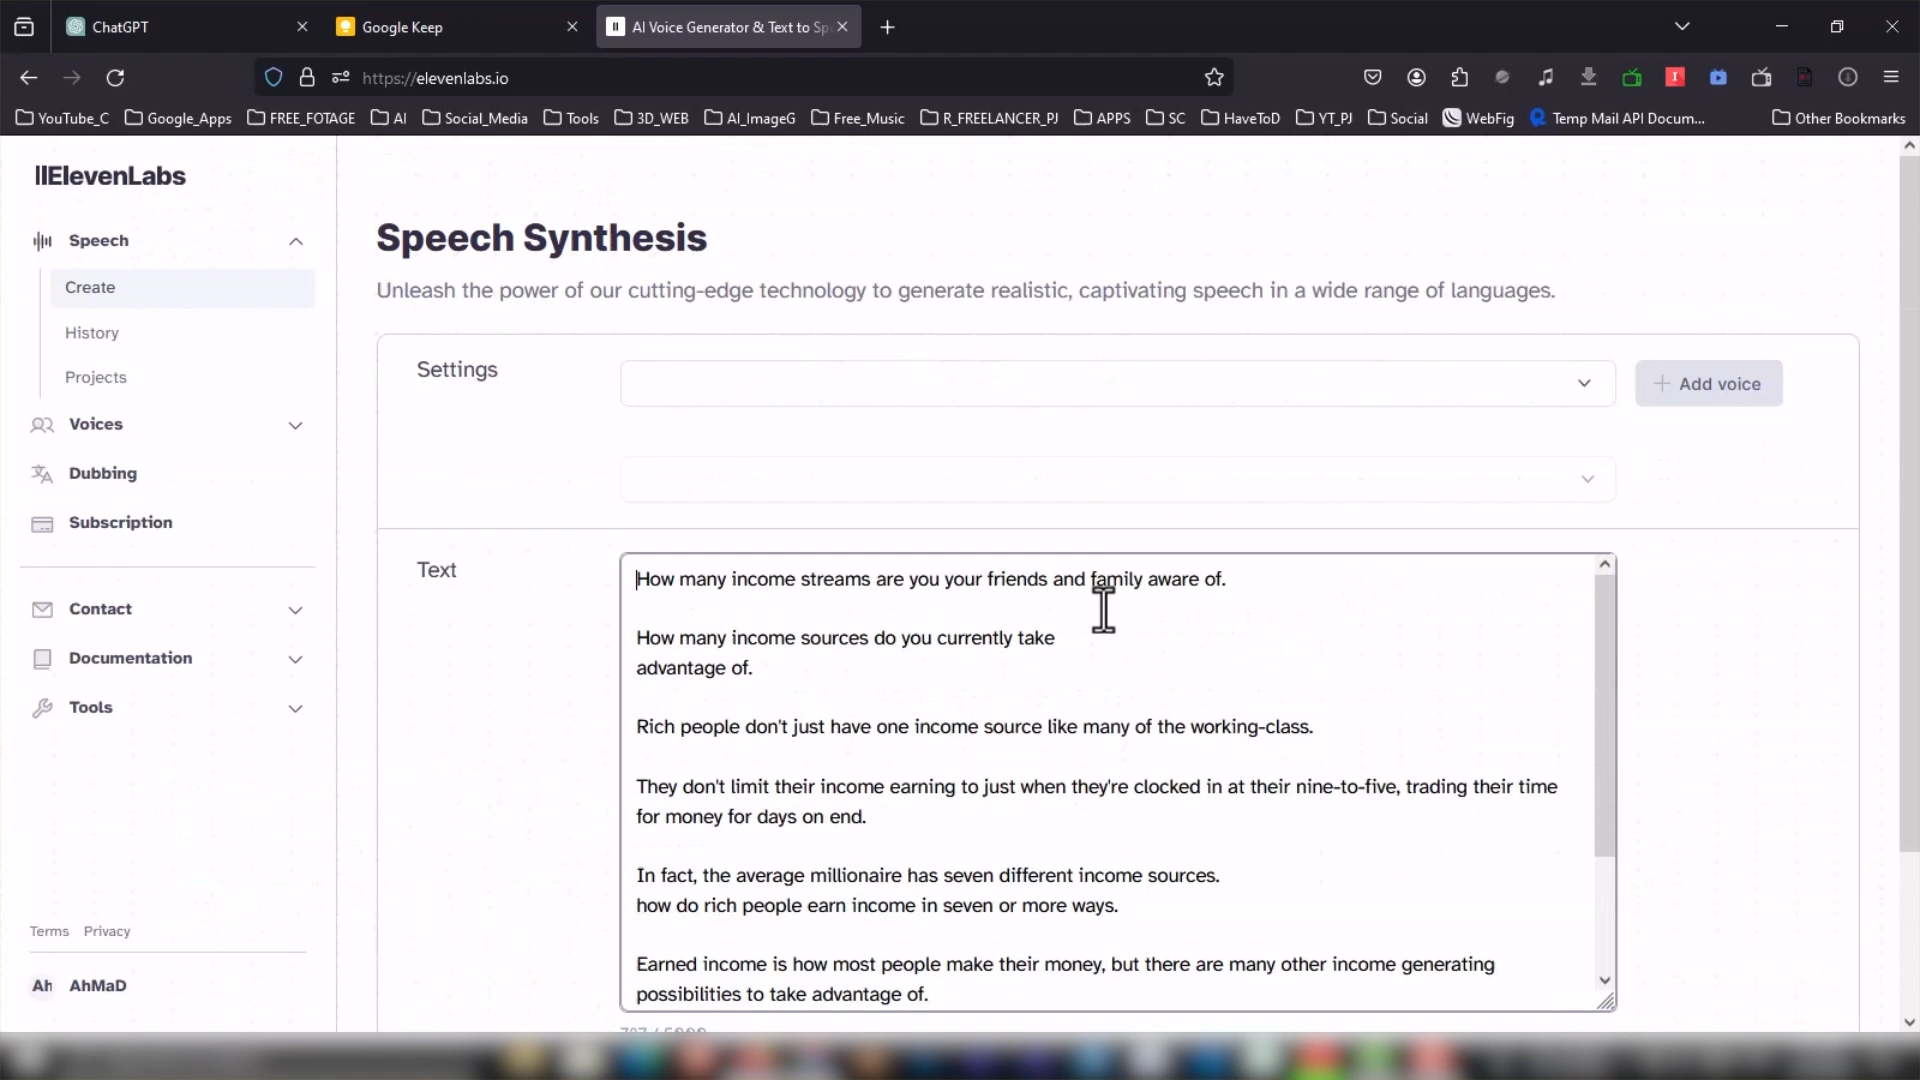 ChatGPT
Google Keep
AI Voice Generator & Text to Sp
https://elevenlabs.io
YouTube_C
Google_Apps
FREE_FOTAGE
AI
Social_Media
Tools
3D_WEB
AI_ImageG
Free_Music
R_FREELANCER_PJ
APPS
SC
HaveToD
YT_PJ
Social
WebFig
Temp Mail API Docum...
Other Bookmarks
IIElevenLabs
Speech
Create
History
Projects
Voices
Dubbing
Subscription
Contact
Documentation
Tools
Terms Privacy
Ah AhMaD
Speech Synthesis
Unleash the power of our cutting-edge technology to generate realistic, captivating speech in a wide range of languages.
Settings
+ Add voice
Text
How many income streams are you your friends and family aware of.
How many income sources do you currently take
advantage of.
Rich people don't just have one income source like many of the working-class.
They don't limit their income earning to just when they're clocked in at their nine-to-five, trading their time
for money for days on end.
In fact, the average millionaire has seven different income sources.
how do rich people earn income in seven or more ways.
Earned income is how most people make their money, but there are many other income generating
possibilities to take advantage of.